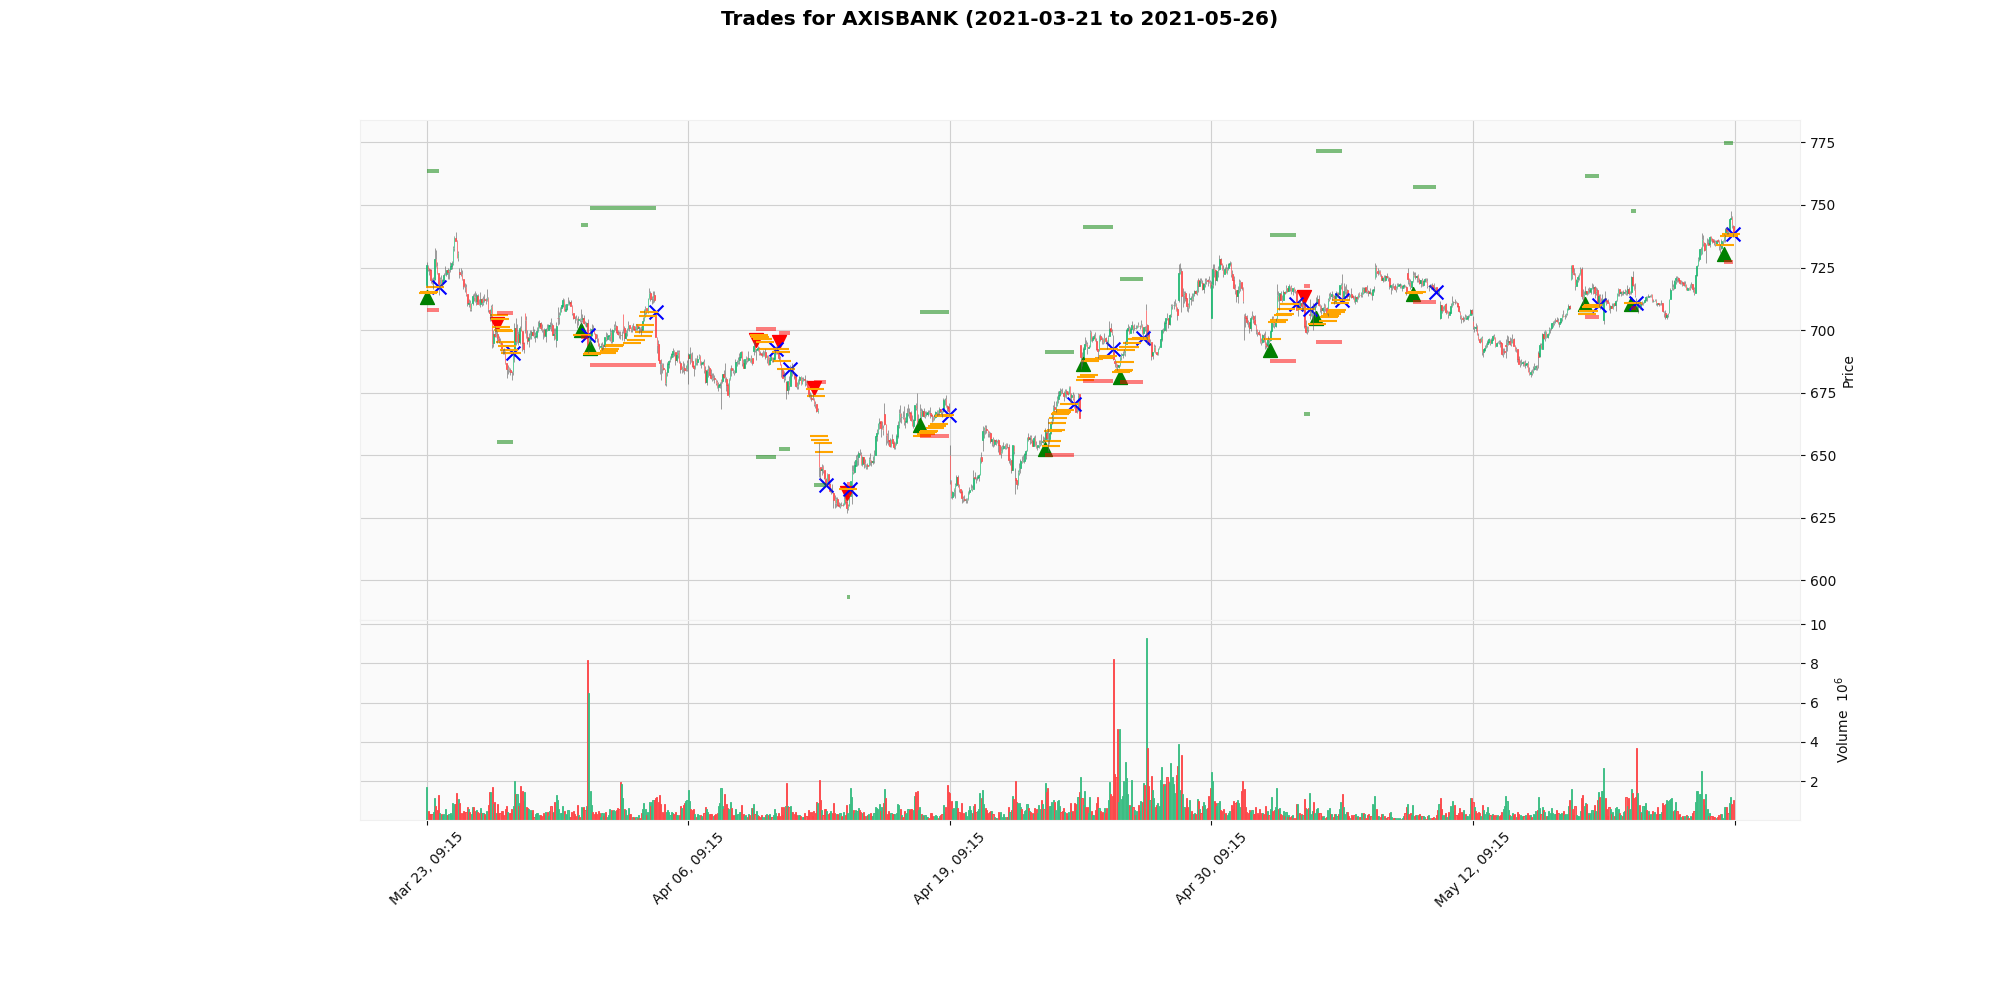 Trades for AXISBANK (2021-03-21 to 2021-05-26)
775
750
725
700
675
650
625
600
Price
10
8
6
4
2
Volume 10^6
Mar 23, 09:15
Apr 06, 09:15
Apr 19, 09:15
Apr 30, 09:15
May 12, 09:15